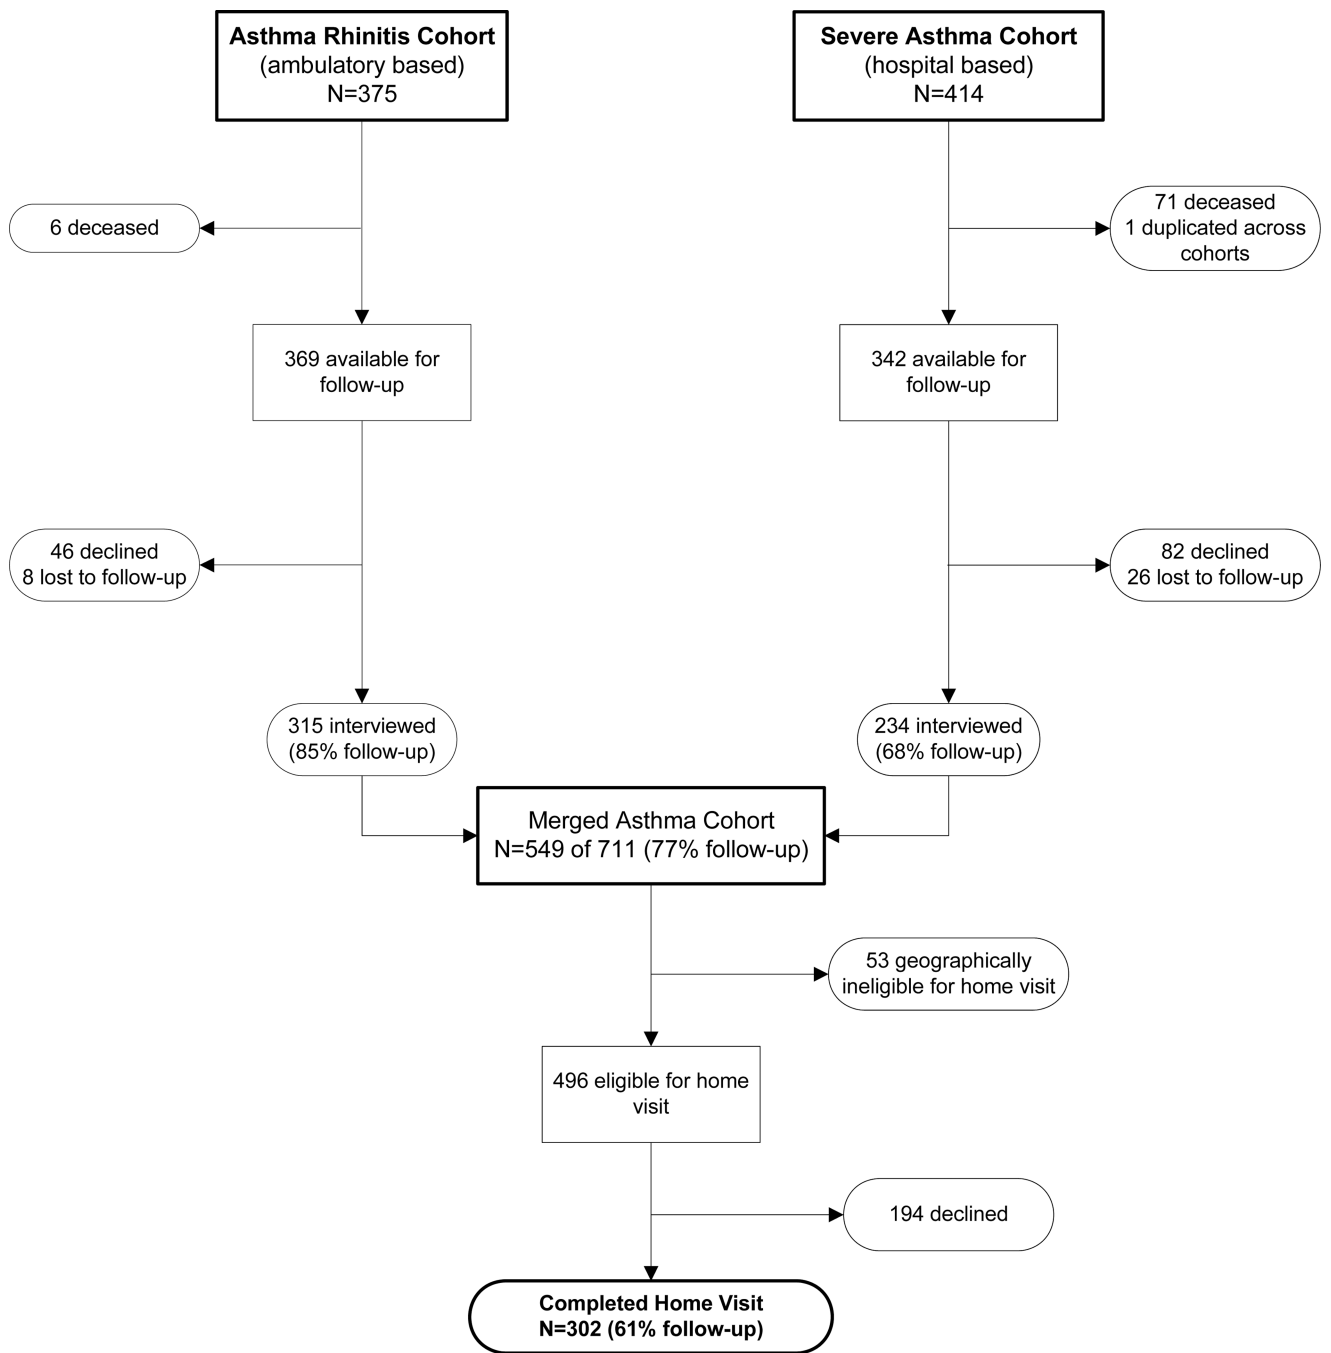 Asthma Rhinitis Cohort
(ambulatory based)
N=375
Severe Asthma Cohort
(hospital based)
N=414
6 deceased
71 deceased
1 duplicated across
cohorts
369 available for
follow-up
342 available for
follow-up
46 declined
8 lost to follow-up
82 declined
26 lost to follow-up
315 interviewed
(85% follow-up)
234 interviewed
(68% follow-up)
Merged Asthma Cohort
N=549 of 711 (77% follow-up)
53 geographically
ineligible for home visit
496 eligible for home
visit
194 declined
Completed Home Visit
N=302 (61% follow-up)